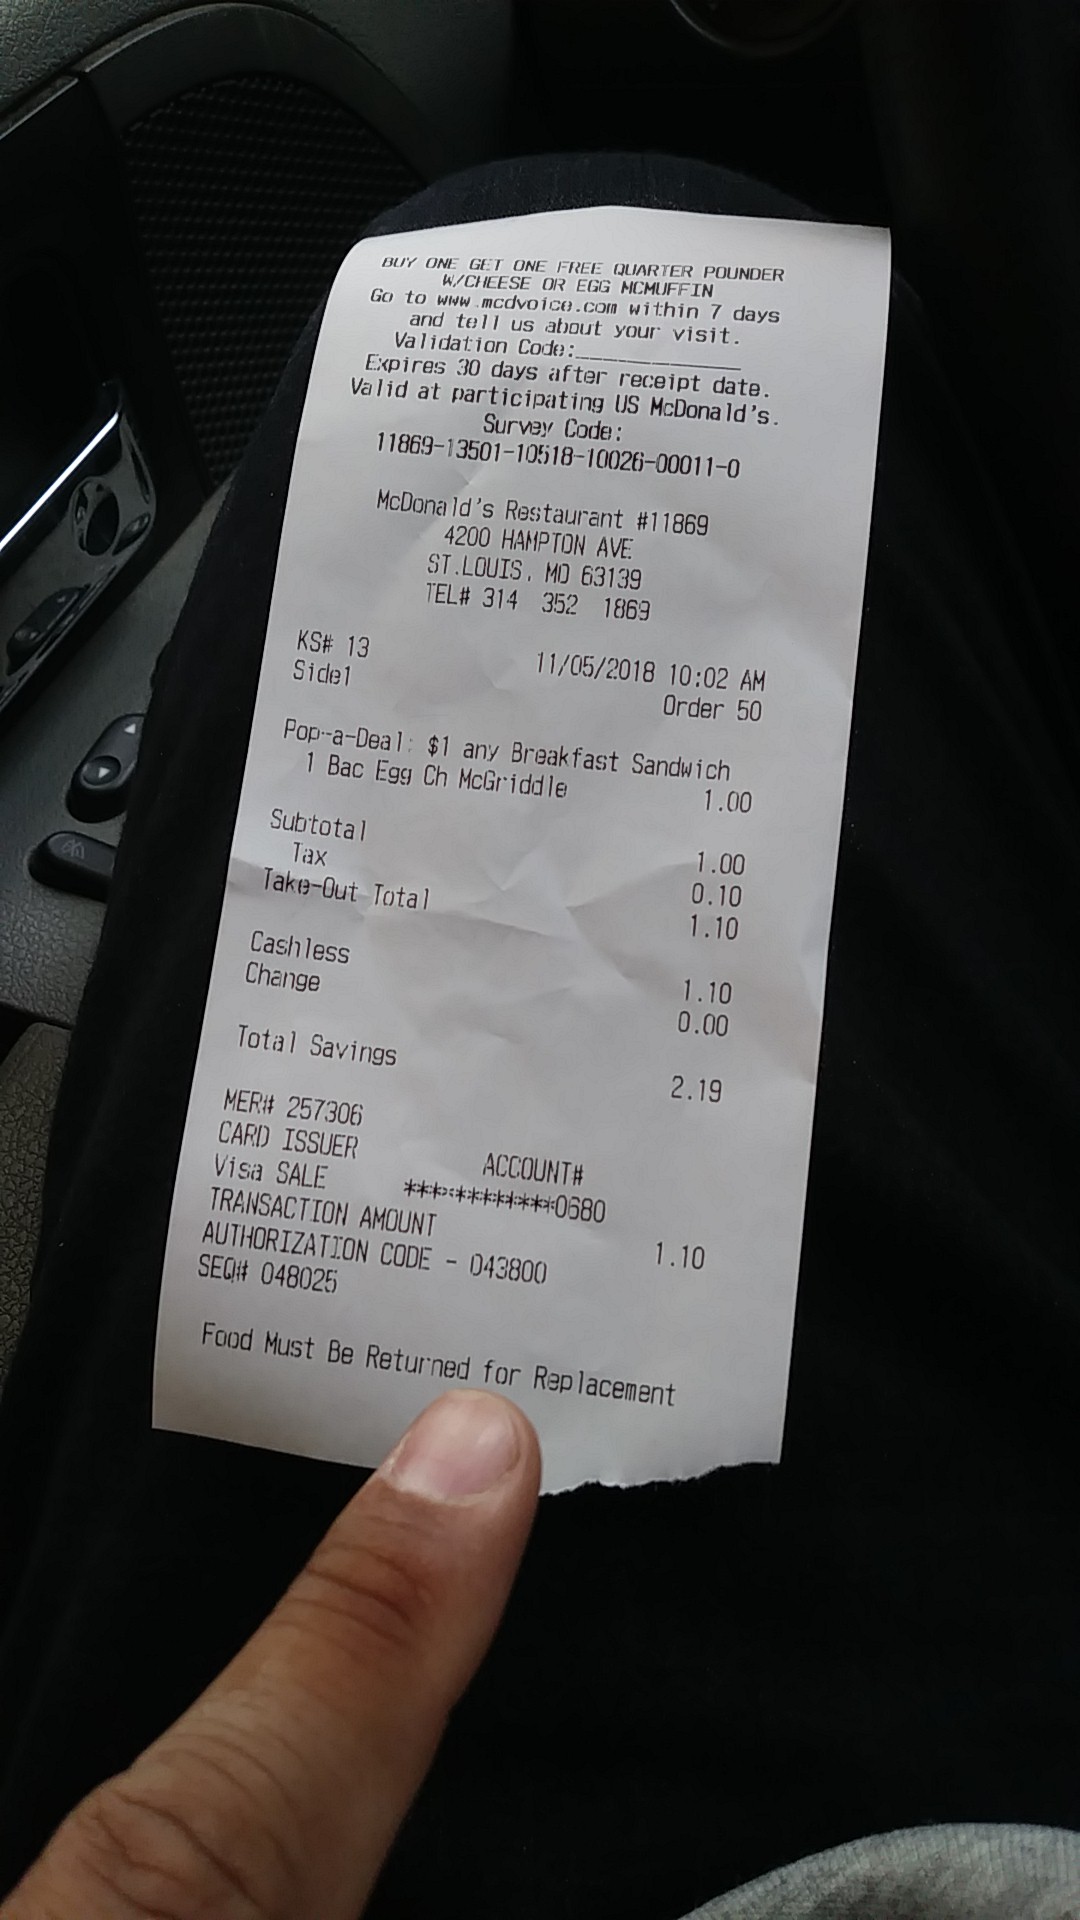 BUY ONE GET ONE FREE QUARTER POUNDER
W/CHEESE OR EGG MCMUFFIN
Go to www.mcdvoice.com within 7 days
and tell us about your visit.
Validation Code:____________
Expires 30 days after receipt date.
Valid at participating US McDonald's.
Survey Code:
11869-13501-10518-10026-00011-0
McDonald's Restaurant #11869
4200 HAMPTON AVE
ST.LOUIS, MO 63139
TEL# 314 352 1869
KS# 13 11/05/2018 10:02 AM
Side1 Order 50
Pop-a-Deal: $1 any Breakfast Sandwich
1 Bac Egg Ch McGriddle 1.00
Subtotal 1.00
Tax 0.10
Take-Out Total 1.10
Cashless 1.10
Change 0.00
Total Savings 2.19
MER# 257306
CARD ISSUER ACCOUNT#
Visa SALE ************0680
TRANSACTION AMOUNT 1.10
AUTHORIZATION CODE - 043800
SEQ# 048025
Food Must Be Returned for Replacement